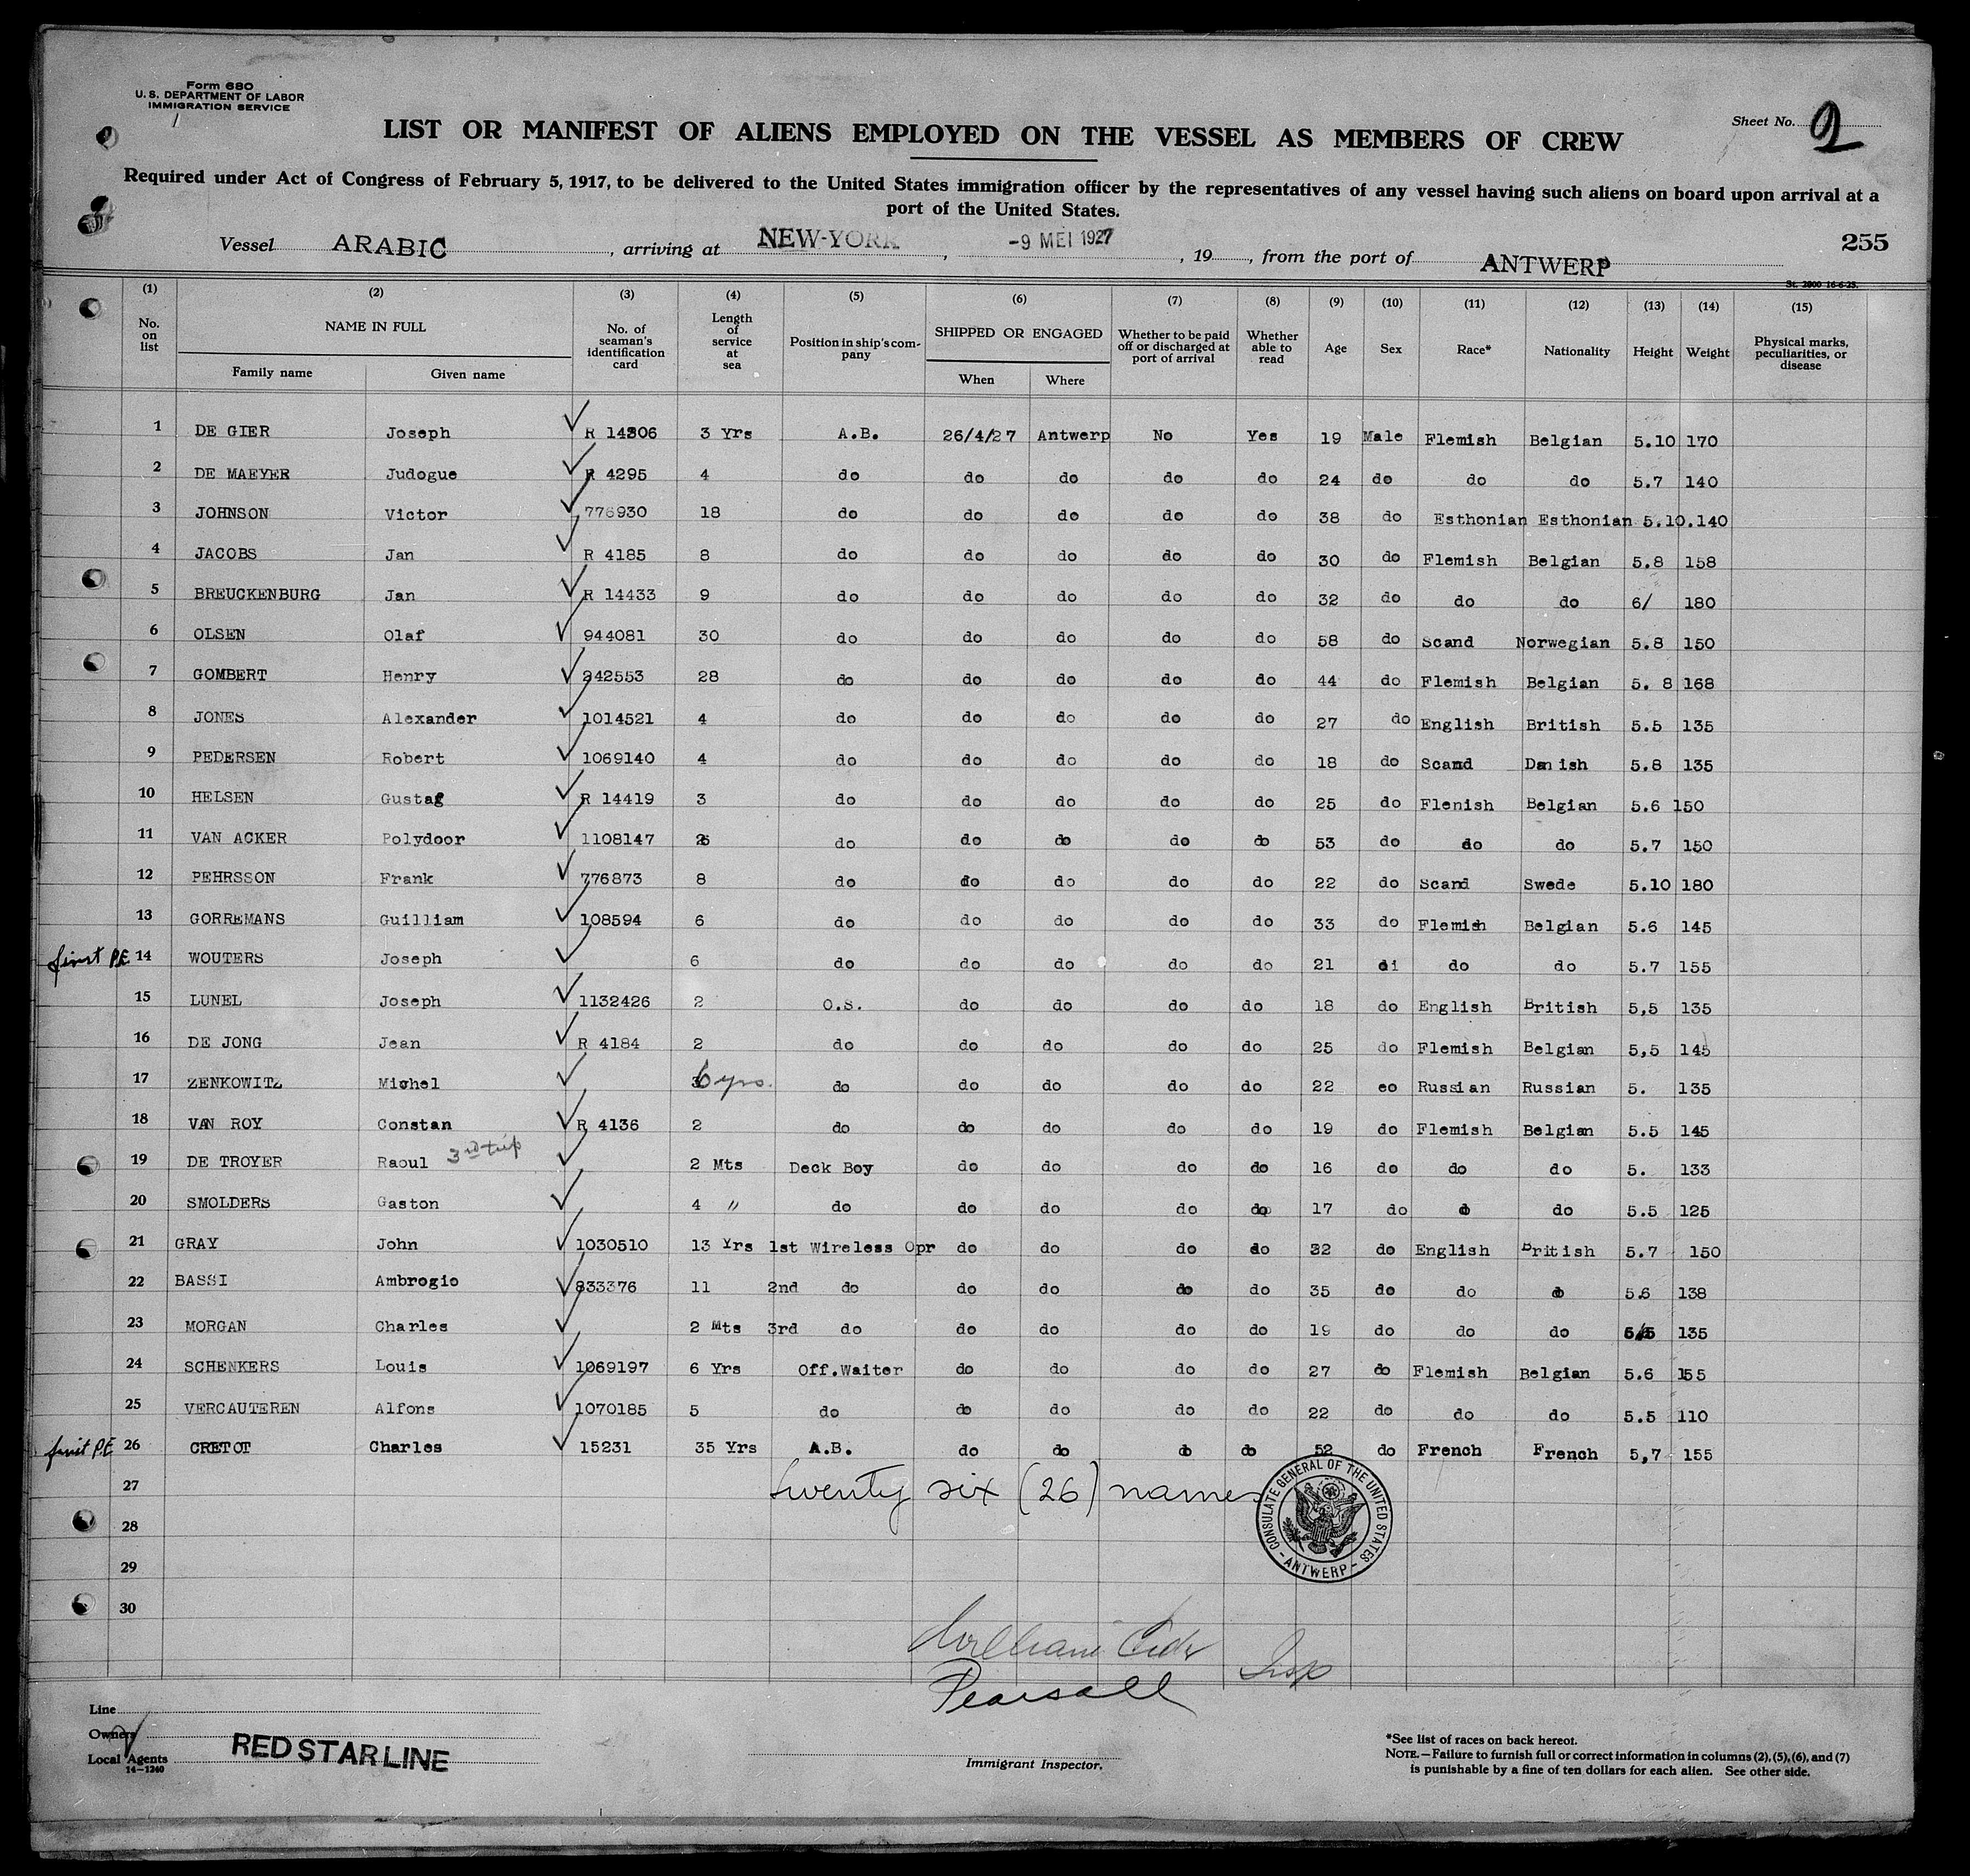 Form 680
U. S. DEPARTMENT OF LABOR
IMMIGRATION SERVICE
LIST OR MANIFEST OF ALIENS EMPLOYED ON THE VESSEL AS MEMBERS OF CREW
Sheet No. 2
Required under Act of Congress of February 5, 1917, to be delivered to the United States immigration officer by the representatives of any vessel having such aliens on board upon arrival at a
port of the United States.
Vessel ARABIC, arriving at NEW-YORK, -9 MEI 1927, 19, from the port of ANTWERP
255
St. 2000 16-6-25.
(1) (2) (3) (4) (5) (6) (7) (8) (9) (10) (11) (12) (13) (14) (15)
No. on list NAME IN FULL Family name Given name No. of seaman's identification card Length of service at sea Position in ship's company SHIPPED OR ENGAGED When Where Whether to be paid off or discharged at port of arrival Whether able to read Age Sex Race* Nationality Height Weight Physical marks, peculiarities, or disease
1 DE GIER Joseph R 14306 3 Yrs A.B. 26/4/27 Antwerp No Yes 19 Male Flemish Belgian 5.10 170
2 DE MAEYER Judogue R 4295 4 do do do do do 24 do do do 5.7 140
3 JOHNSON Victor 776930 18 do do do do do 38 do Esthonian Esthonian 5.10.140
4 JACOBS Jan R 4185 8 do do do do do 30 do Flemish Belgian 5.8 158
5 BREUCKENBURG Jan R 14433 9 do do do do do 32 do do do 6/ 180
6 OLSEN Olaf 944081 30 do do do do do 58 do Scand Norwegian 5.8 150
7 GOMBERT Henry 242553 28 do do do do do 44 do Flemish Belgian 5. 8 168
8 JONES Alexander 1014521 4 do do do do do 27 do English British 5.5 135
9 PEDERSEN Robert 1069140 4 do do do do do 18 do Scand Danish 5.8 135
10 HELSEN Gustaf R 14419 3 do do do do do 25 do Flenish Belgian 5.6 150
11 VAN ACKER Polydoor 1108147 do do do do do 53 do do do 5.7 150
12 PEHRSSON Frank 776873 8 do do do do do 22 do Scand Swede 5.10 180
13 GORREMANS Guilliam 108594 6 do do do do do 33 do Flemish Belgian 5.6 145
first P.E. 14 WOUTERS Joseph 6 do do do do do 21 di do do 5.7 155
15 LUNEL Joseph 1132426 2 O.S. do do do do 18 do English British 5,5 135
16 DE JONG Jean R 4184 2 do do do do do 25 do Flemish Belgian 5,5 145
17 ZENKOWITZ Mighel 6 yrs. do do do do do 22 eo Russian Russian 5. 135
18 VAN ROY Constan R 4136 2 do do do do do 19 do Flemish Belgian 5.5 145
19 DE TROYER Raoul 3rd trip 2 Mts Deck Boy do do do do 16 do do do 5. 133
20 SMOLDERS Gaston 4 " do do do do do 17 do do do 5.5 125
21 GRAY John 1030510 13 Yrs 1st Wireless Opr do do do do 32 do English British 5.7 150
22 BASSI Ambrogio 833376 11 2nd do do do do do 35 do do do 5.6 138
23 MORGAN Charles 2 Mts 3rd do do do do do 19 do do do 135
24 SCHENKERS Louis 1069197 6 Yrs Off.Waiter do do do do 27 do Flemish Belgian 5.6 155
25 VERCAUTEREN Alfons 1070185 5 do do do do do 22 do do do 5.5 110
first P.E. 26 CRETOT Charles 15231 35 Yrs A.B. do do do do 52 do French French 5,7 155
27 twenty six (26) names
28
29
30
CONSULATE GENERAL OF THE UNITED STATES - ANTWERP -
William Insp
Pearsall
Line
Owners
Local Agents
14-1240
RED STAR LINE
Immigrant Inspector.
*See list of races on back hereof.
NOTE.—Failure to furnish full or correct information in columns (2), (5), (6), and (7)
is punishable by a fine of ten dollars for each alien. See other side.